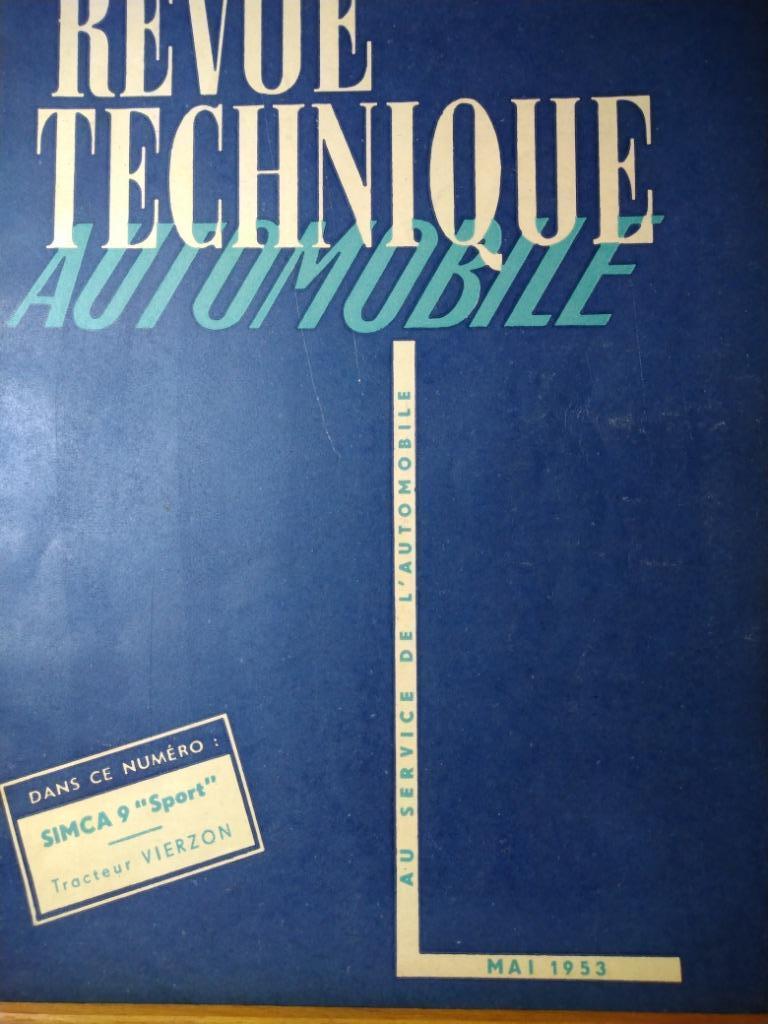 REVUE
TECHNIQUE
AUTOMOBILE
AU SERVICE DE L'AUTOMOBILE
DANS CE NUMÉRO :
SIMCA 9 "Sport"
Tracteur VIERZON
MAI 1953